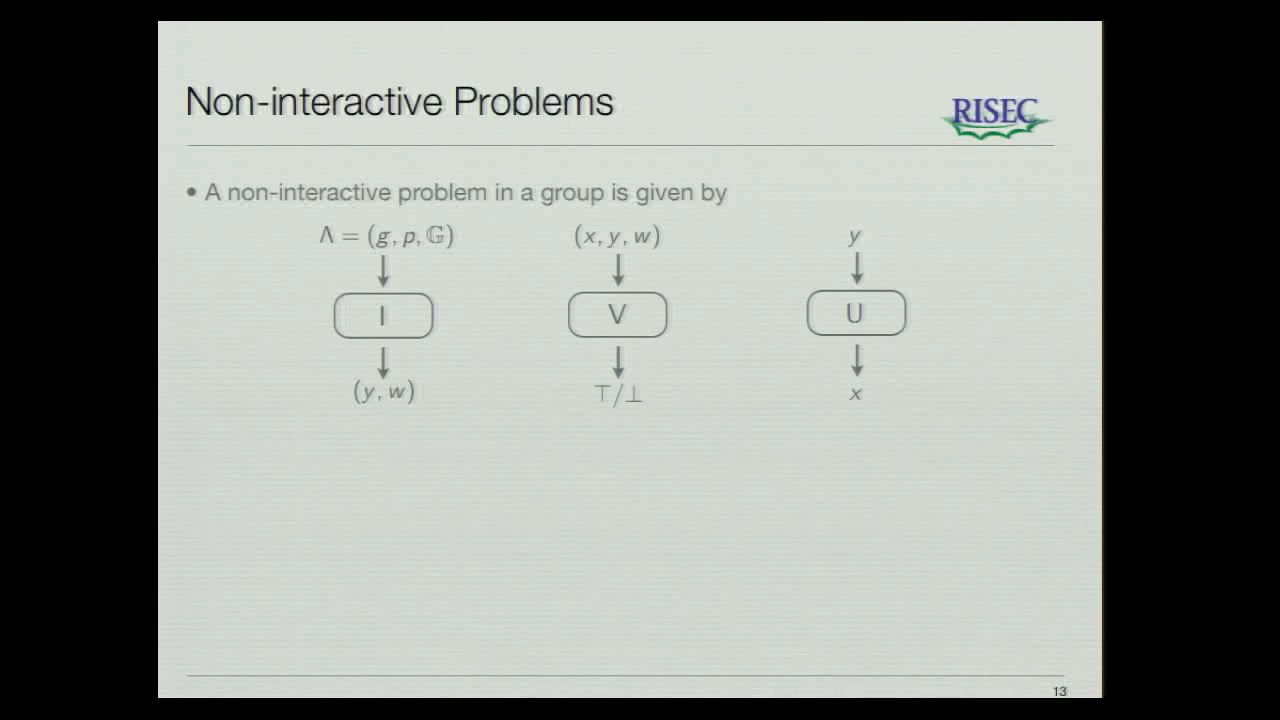 Non-interactive Problems
RISEC
• A non-interactive problem in a group is given by
Λ = (g, p, 𝔾) (x, y, w) y
I V U
(y, w) ⊤/⊥ x
13